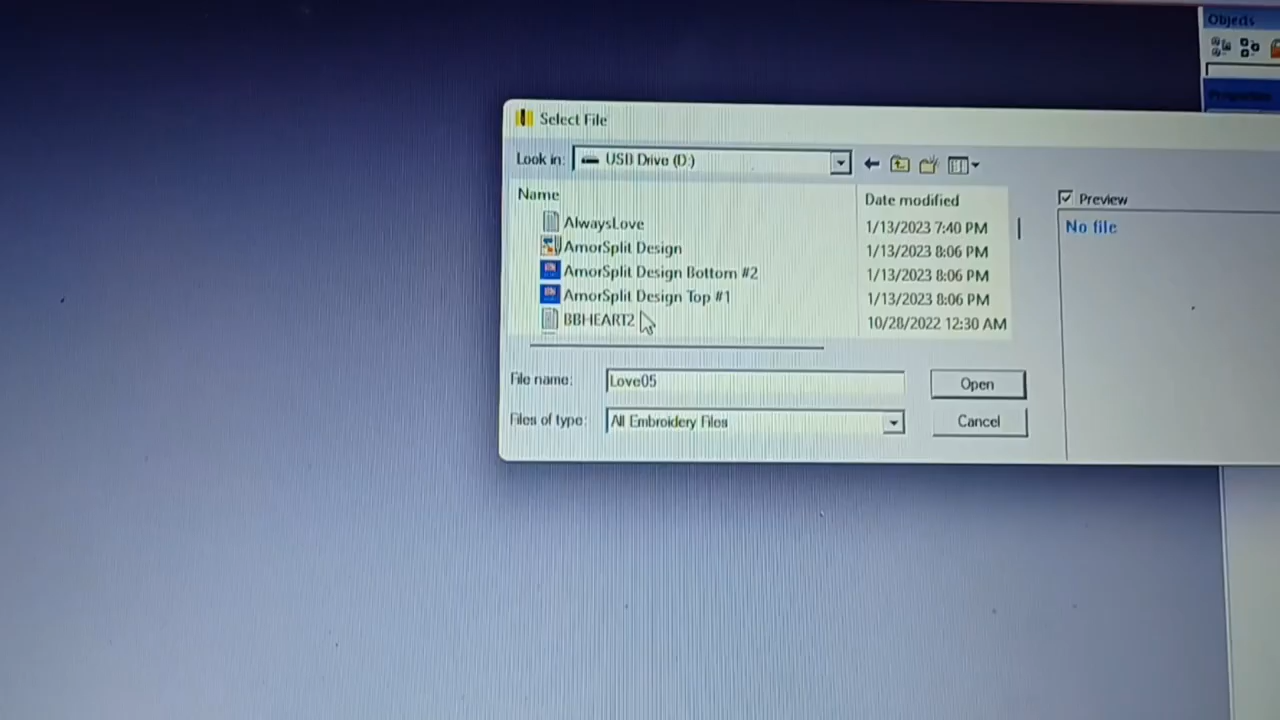 Objects
Properties
Select File
Look in: USB Drive (D:)
Name Date modified
AlwaysLove 1/13/2023 7:40 PM
AmorSplit Design 1/13/2023 8:06 PM
AmorSplit Design Bottom #2 1/13/2023 8:06 PM
AmorSplit Design Top #1 1/13/2023 8:06 PM
BBHEART2 10/28/2022 12:30 AM
Preview
No file
File name: Love05 Open
Files of type: All Embroidery Files Cancel